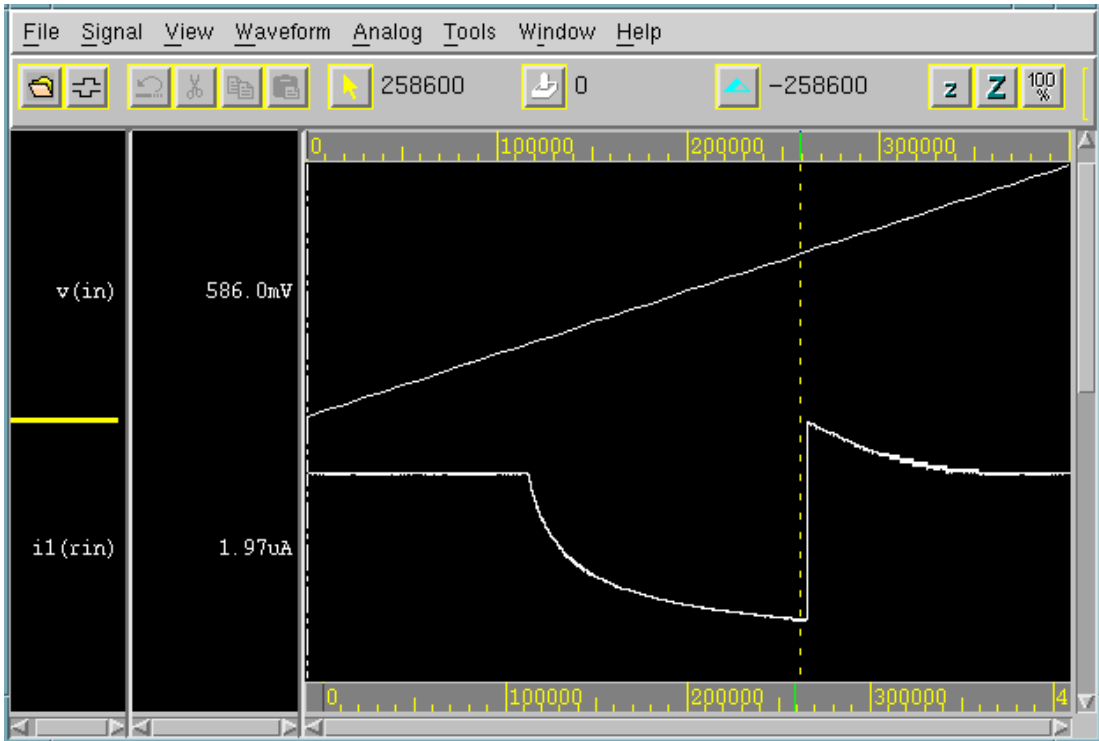 File Signal View Waveform Analog Tools Window Help
258600 0 -258600 z Z 100 %
0 100000 200000 300000
v(in) 586.0mV
i1(rin) 1.97uA
0 100000 200000 300000 4